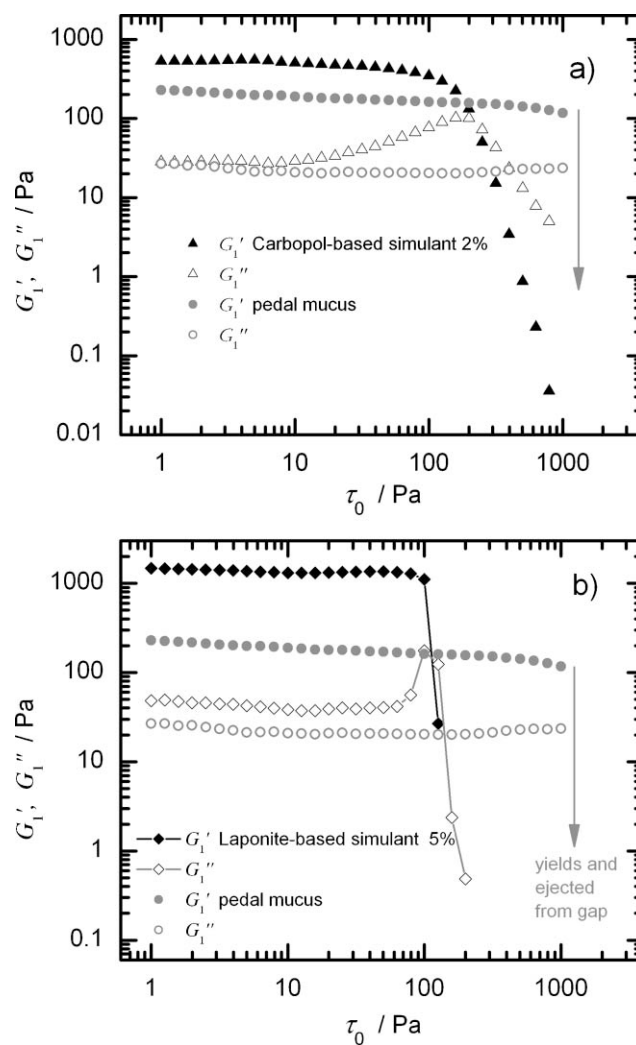 a)
1000
100
10
1
0.1
0.01
G₁', G₁'' / Pa
G₁' Carbopol-based simulant 2%
G₁''
G₁' pedal mucus
G₁''
1 10 100 1000
τ₀ / Pa
b)
1000
100
10
1
0.1
G₁', G₁'' / Pa
G₁' Laponite-based simulant 5%
G₁''
G₁' pedal mucus
G₁''
yields and
ejected
from gap
1 10 100 1000
τ₀ / Pa